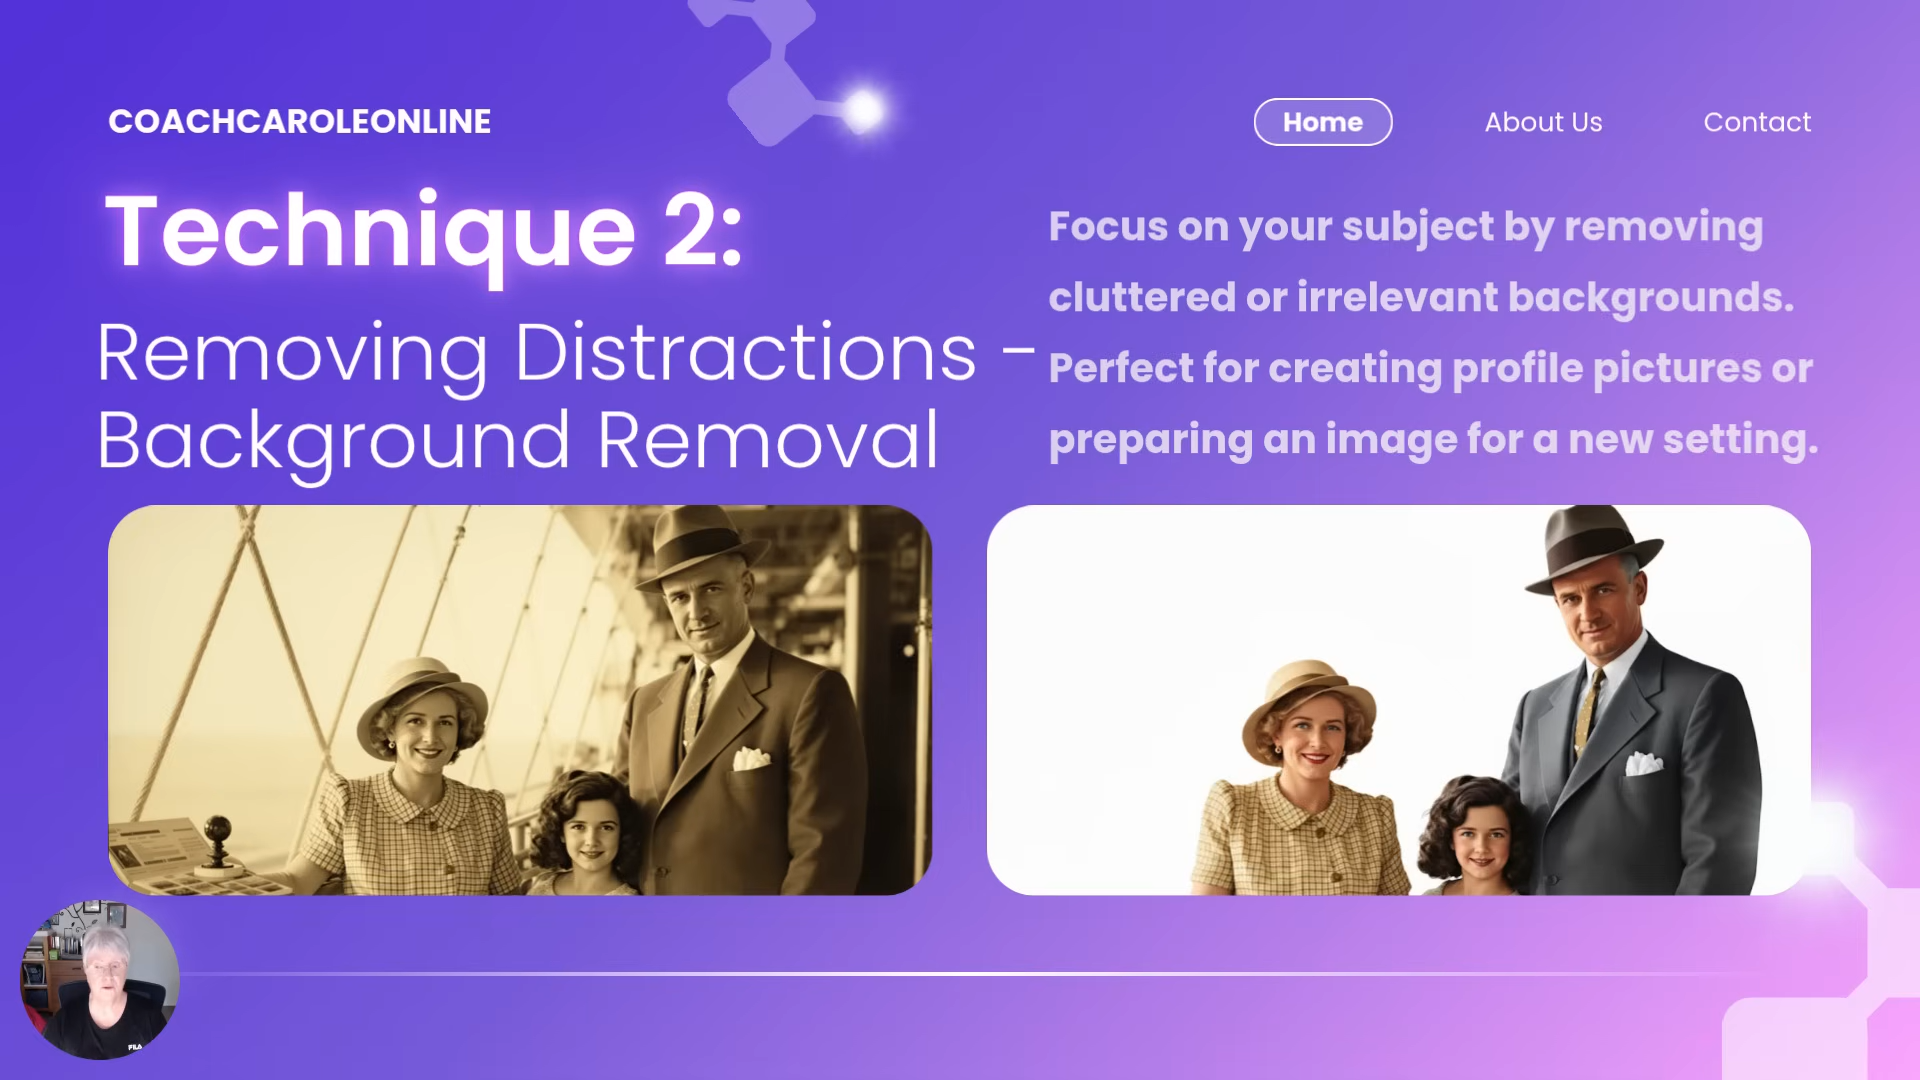 COACHCAROLEONLINE
Home
About Us
Contact
Technique 2:
Removing Distractions –
Background Removal
Focus on your subject by removing
cluttered or irrelevant backgrounds.
Perfect for creating profile pictures or
preparing an image for a new setting.
FILA